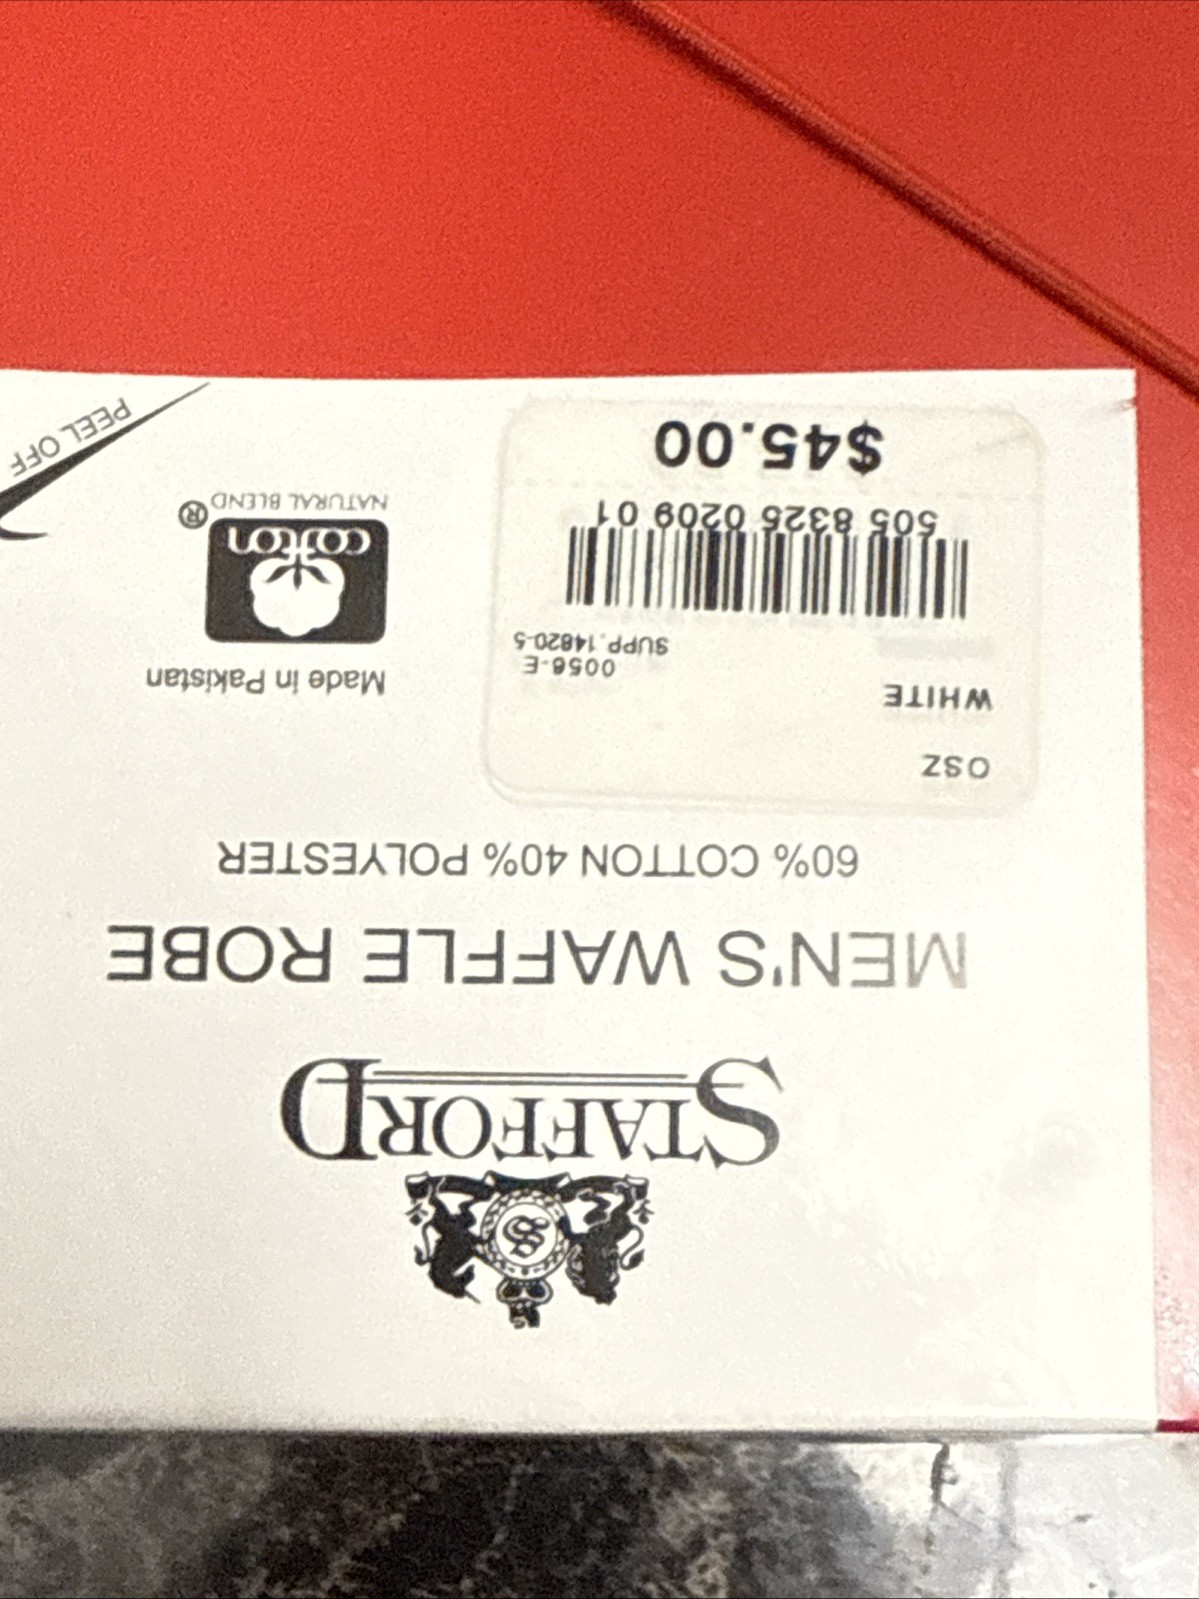 STAFFORD
MEN'S WAFFLE ROBE
60% COTTON 40% POLYESTER
OSZ
WHITE
0056-E
SUPP. 14820-5
505 8325 0209 01
$45.00
Made in Pakistan
cotton
NATURAL BLEND®
PEEL OFF